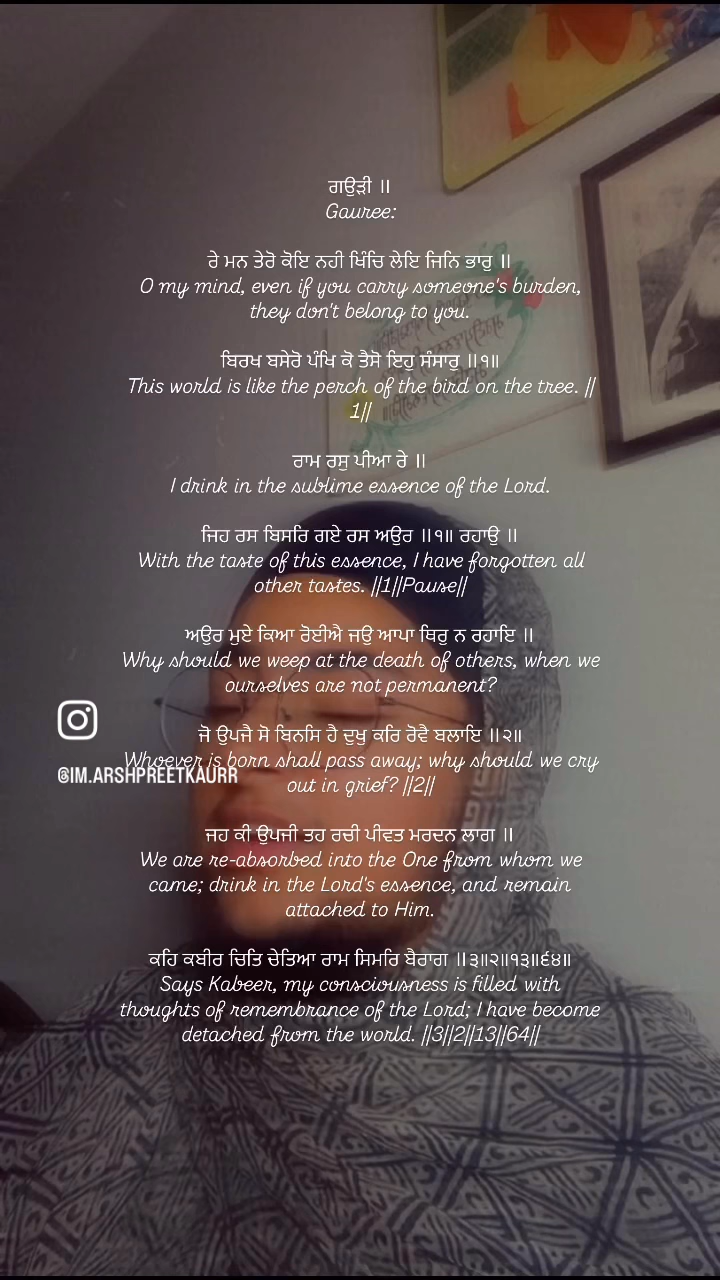 ਗਉੜੀ ॥
Gauree:
ਰੇ ਮਨ ਤੇਰੋ ਕੋਇ ਨਹੀ ਖਿੰਚਿ ਲੇਇ ਜਿਨਿ ਭਾਰੁ ॥
O my mind, even if you carry someone's burden,
they don't belong to you.
ਬਿਰਖ ਬਸੇਰੋ ਪੰਖਿ ਕੋ ਤੈਸੋ ਇਹੁ ਸੰਸਾਰੁ ॥੧॥
This world is like the perch of the bird on the tree. ||
1||
ਰਾਮ ਰਸੁ ਪੀਆ ਰੇ ॥
I drink in the sublime essence of the Lord.
ਜਿਹ ਰਸ ਬਿਸਰਿ ਗਏ ਰਸ ਅਉਰ ॥੧॥ ਰਹਾਉ ॥
With the taste of this essence, I have forgotten all
other tastes. ||1||Pause||
ਅਉਰ ਮੁਏ ਕਿਆ ਰੋਈਐ ਜਉ ਆਪਾ ਥਿਰੁ ਨ ਰਹਾਇ ॥
Why should we weep at the death of others, when we
ourselves are not permanent?
ਜੋ ਉਪਜੈ ਸੋ ਬਿਨਸਿ ਹੈ ਦੁਖੁ ਕਰਿ ਰੋਵੈ ਬਲਾਇ ॥੨॥
Whoever is born shall pass away; why should we cry
out in grief? ||2||
@IM.ARSHPREETKAURR
ਜਹ ਕੀ ਉਪਜੀ ਤਹ ਰਚੀ ਪੀਵਤ ਮਰਦਨ ਲਾਗ ॥
We are re-absorbed into the One from whom we
came; drink in the Lord's essence, and remain
attached to Him.
ਕਹਿ ਕਬੀਰ ਚਿਤਿ ਚੇਤਿਆ ਰਾਮ ਸਿਮਰਿ ਬੈਰਾਗ ॥੩॥੨॥੧੩॥੬੪॥
Says Kabeer, my consciousness is filled with
thoughts of remembrance of the Lord; I have become
detached from the world. ||3||2||13||64||